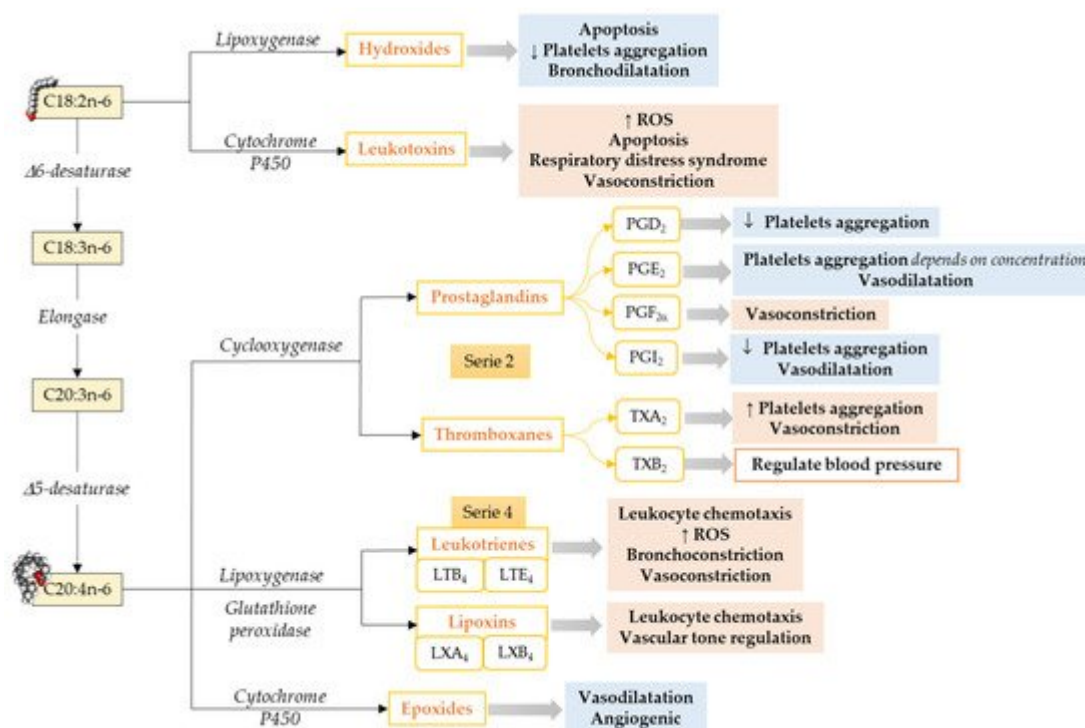 Lipoxygenase
Hydroxides
Apoptosis
↓ Platelets aggregation
Bronchodilatation
C18:2n-6
Cytochrome
P450
Leukotoxins
↑ ROS
Apoptosis
Respiratory distress syndrome
Vasoconstriction
Δ6-desaturase
C18:3n-6
Elongase
C20:3n-6
Δ5-desaturase
C20:4n-6
Cyclooxygenase
Prostaglandins
Serie 2
PGD₂
↓ Platelets aggregation
PGE₂
Platelets aggregation depends on concentration
Vasodilatation
PGF₂α
Vasoconstriction
PGI₂
↓ Platelets aggregation
Vasodilatation
Thromboxanes
TXA₂
↑ Platelets aggregation
Vasoconstriction
TXB₂
Regulate blood pressure
Lipoxygenase
Glutathione
peroxidase
Serie 4
Leukotrienes
LTB₄ LTE₄
Leukocyte chemotaxis
↑ ROS
Bronchoconstriction
Vasoconstriction
Lipoxins
LXA₄ LXB₄
Leukocyte chemotaxis
Vascular tone regulation
Cytochrome
P450
Epoxides
Vasodilatation
Angiogenic